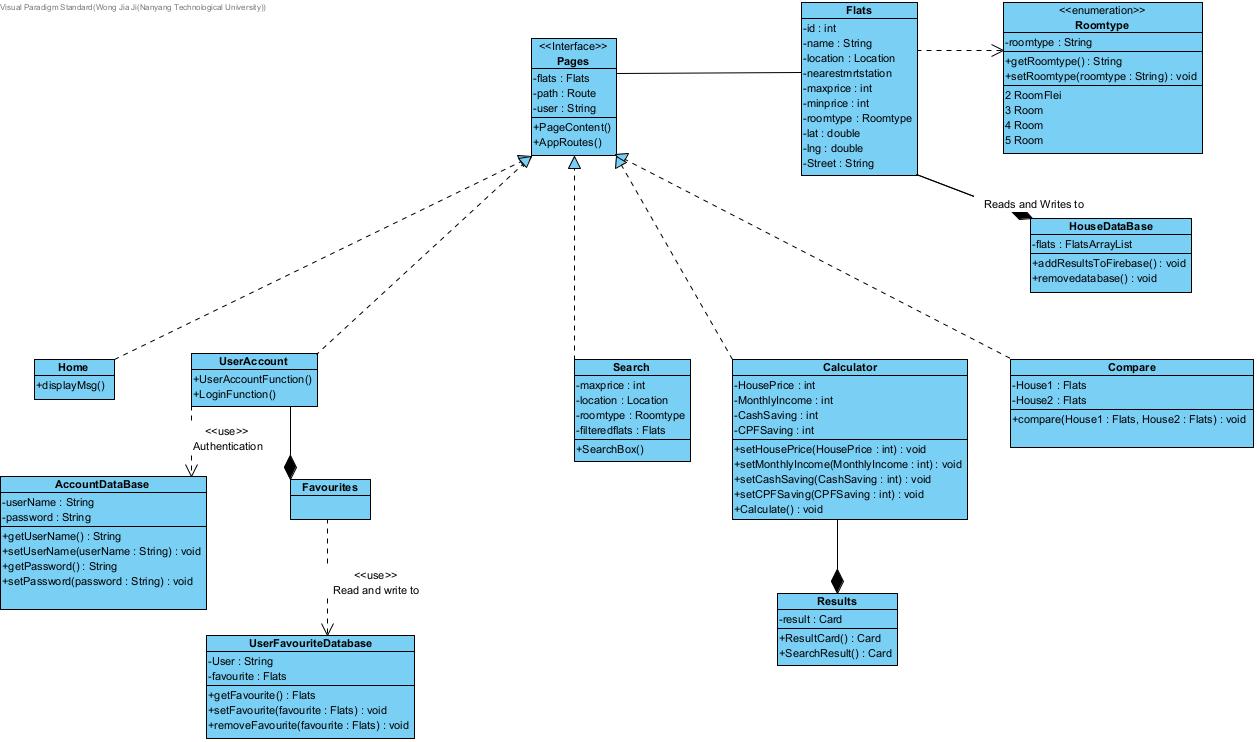 Visual Paradigm Standard(Wong Jia Ji(Nanyang Technological University))
<<Interface>>
Pages
-flats : Flats
-path : Route
-user : String
+PageContent()
+AppRoutes()
Flats
-id : int
-name : String
-location : Location
-nearestmrtstation
-maxprice : int
-minprice : int
-roomtype : Roomtype
-lat : double
-lng : double
-Street : String
<<enumeration>>
Roomtype
-roomtype : String
+getRoomtype() : String
+setRoomtype(roomtype : String) : void
2 RoomFlei
3 Room
4 Room
5 Room
Reads and Writes to
HouseDataBase
-flats : FlatsArrayList
+addResultsToFirebase() : void
+removedatabase() : void
Home
+displayMsg()
UserAccount
+UserAccountFunction()
+LoginFunction()
Search
-maxprice : int
-location : Location
-roomtype : Roomtype
-filteredflats : Flats
+SearchBox()
Calculator
-HousePrice : int
-MonthlyIncome : int
-CashSaving : int
-CPFSaving : int
+setHousePrice(HousePrice : int) : void
+setMonthlyIncome(MonthlyIncome : int) : void
+setCashSaving(CashSaving : int) : void
+setCPFSaving(CPFSaving : int) : void
+Calculate() : void
Compare
-House1 : Flats
-House2 : Flats
+compare(House1 : Flats, House2 : Flats) : void
<<use>>
Authentication
AccountDataBase
-userName : String
-password : String
+getUserName() : String
+setUserName(userName : String) : void
+getPassword() : String
+setPassword(password : String) : void
Favourites
<<use>>
Read and write to
UserFavouriteDatabase
-User : String
-favourite : Flats
+getFavourite() : Flats
+setFavourite(favourite : Flats) : void
+removeFavourite(favourite : Flats) : void
Results
-result : Card
+ResultCard() : Card
+SearchResult() : Card